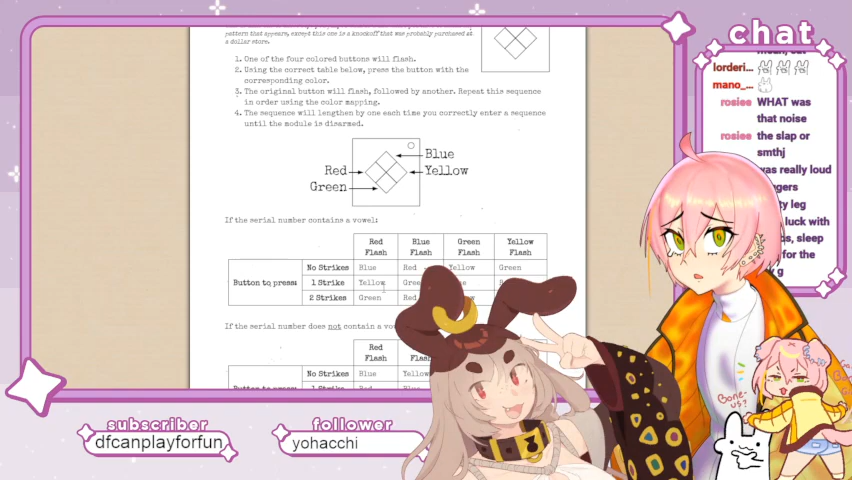 pattern that appears, except this one is a knockoff that was probably purchased at
a dollar store.
1. One of the four colored buttons will flash.
2. Using the correct table below, press the button with the
corresponding color.
3. The original button will flash, followed by another. Repeat this sequence
in order using the color mapping.
4. The sequence will lengthen by one each time you correctly enter a sequence
until the module is disarmed.
Blue
Red
Yellow
Green
If the serial number contains a vowel:
Red Blue Green Yellow
Flash Flash Flash Flash
No Strikes Blue Red Yellow Green
Button to press: 1 Strike Yellow
2 Strikes Green Red
If the serial number does not contain a
Red
Flash
No Strikes Blue
chat
lorderi...
mano_...
rosiee WHAT was
that noise
rosiee the slap or
smthj
was really loud
leg
luck with
sleep
for the
g
Bone-
us?
subscriber
dfcanplayforfun
follower
yohacchi